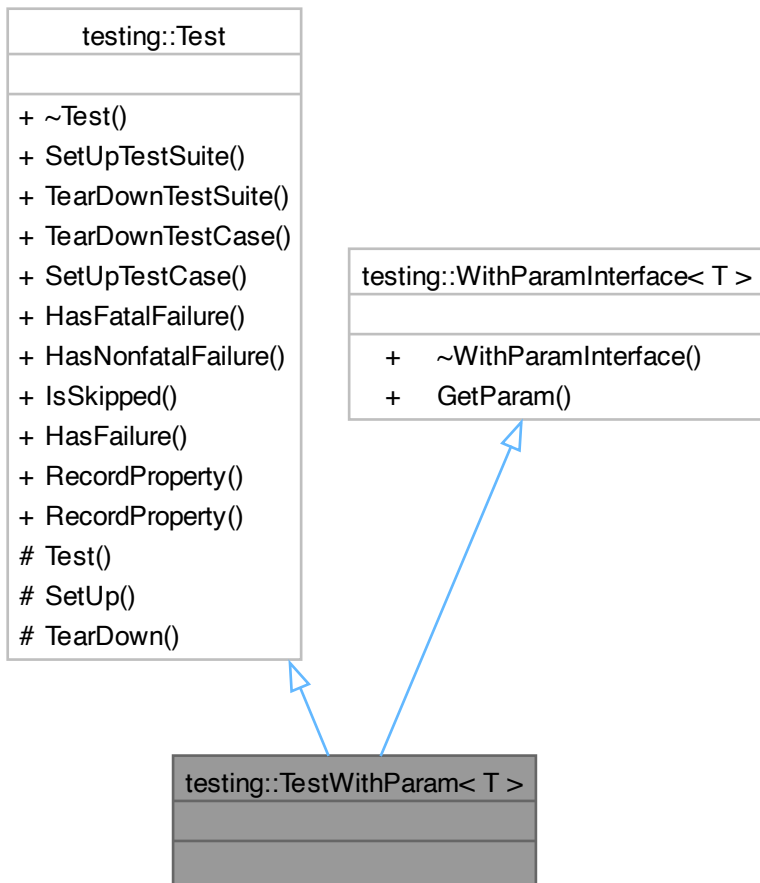 testing::Test
+ ~Test()
+ SetUpTestSuite()
+ TearDownTestSuite()
+ TearDownTestCase()
+ SetUpTestCase()
+ HasFatalFailure()
+ HasNonfatalFailure()
+ IsSkipped()
+ HasFailure()
+ RecordProperty()
+ RecordProperty()
# Test()
# SetUp()
# TearDown()
testing::WithParamInterface< T >
+ ~WithParamInterface()
+ GetParam()
testing::TestWithParam< T >